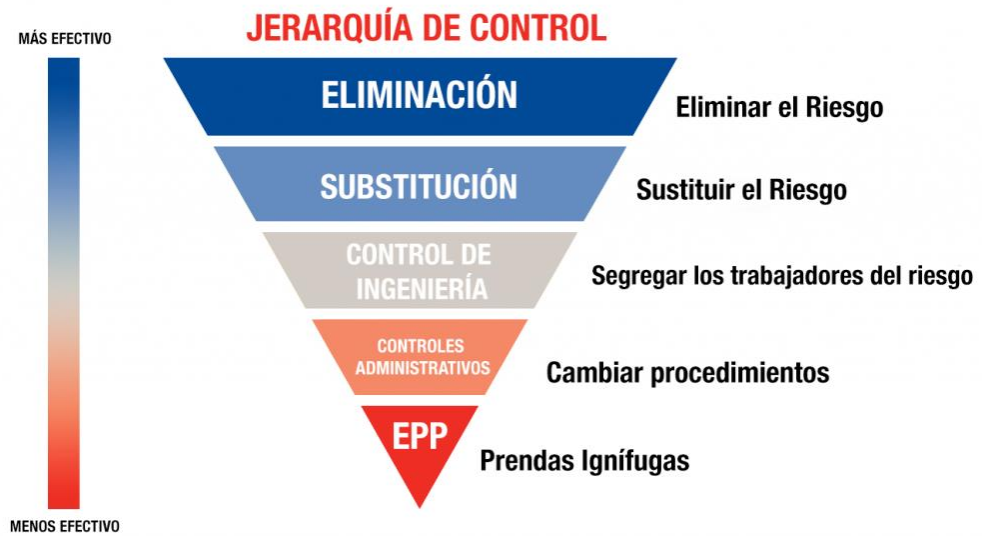 JERARQUÍA DE CONTROL
MÁS EFECTIVO
ELIMINACIÓN
Eliminar el Riesgo
SUBSTITUCIÓN
Sustituir el Riesgo
CONTROL DE
INGENIERÍA
Segregar los trabajadores del riesgo
CONTROLES
ADMINISTRATIVOS
Cambiar procedimientos
EPP
Prendas Ignífugas
MENOS EFECTIVO